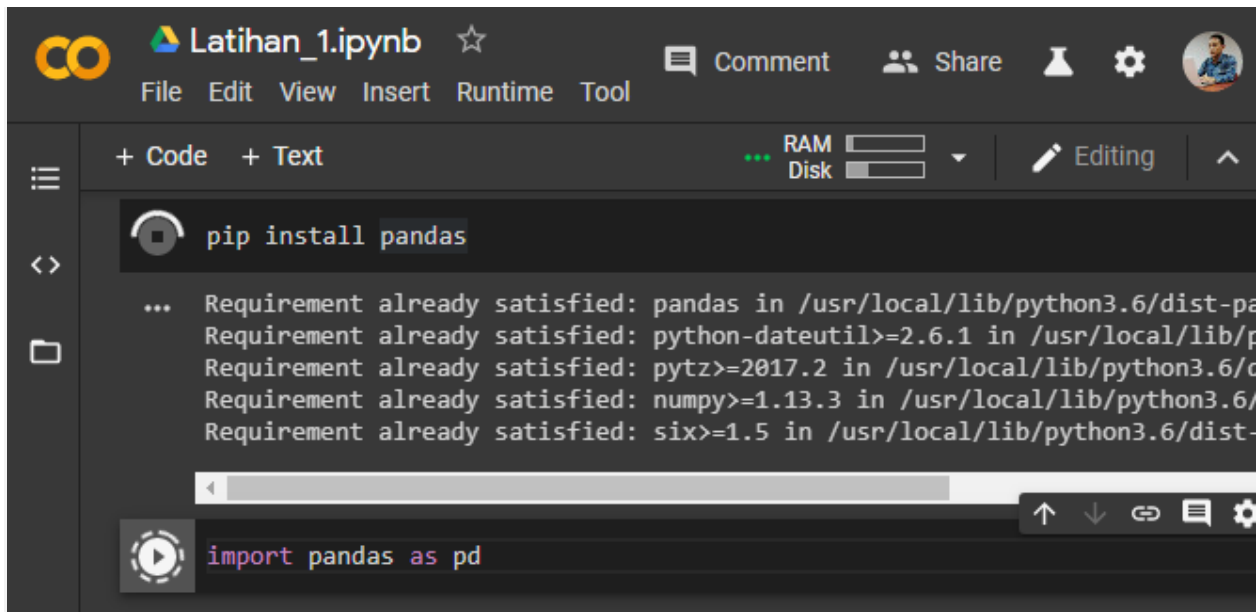 Latihan_1.ipynb
Comment
Share
File Edit View Insert Runtime Tool
+ Code + Text
RAM
Disk
Editing
pip install pandas
Requirement already satisfied: pandas in /usr/local/lib/python3.6/dist-pa
Requirement already satisfied: python-dateutil>=2.6.1 in /usr/local/lib/p
Requirement already satisfied: pytz>=2017.2 in /usr/local/lib/python3.6/d
Requirement already satisfied: numpy>=1.13.3 in /usr/local/lib/python3.6/
Requirement already satisfied: six>=1.5 in /usr/local/lib/python3.6/dist-
import pandas as pd